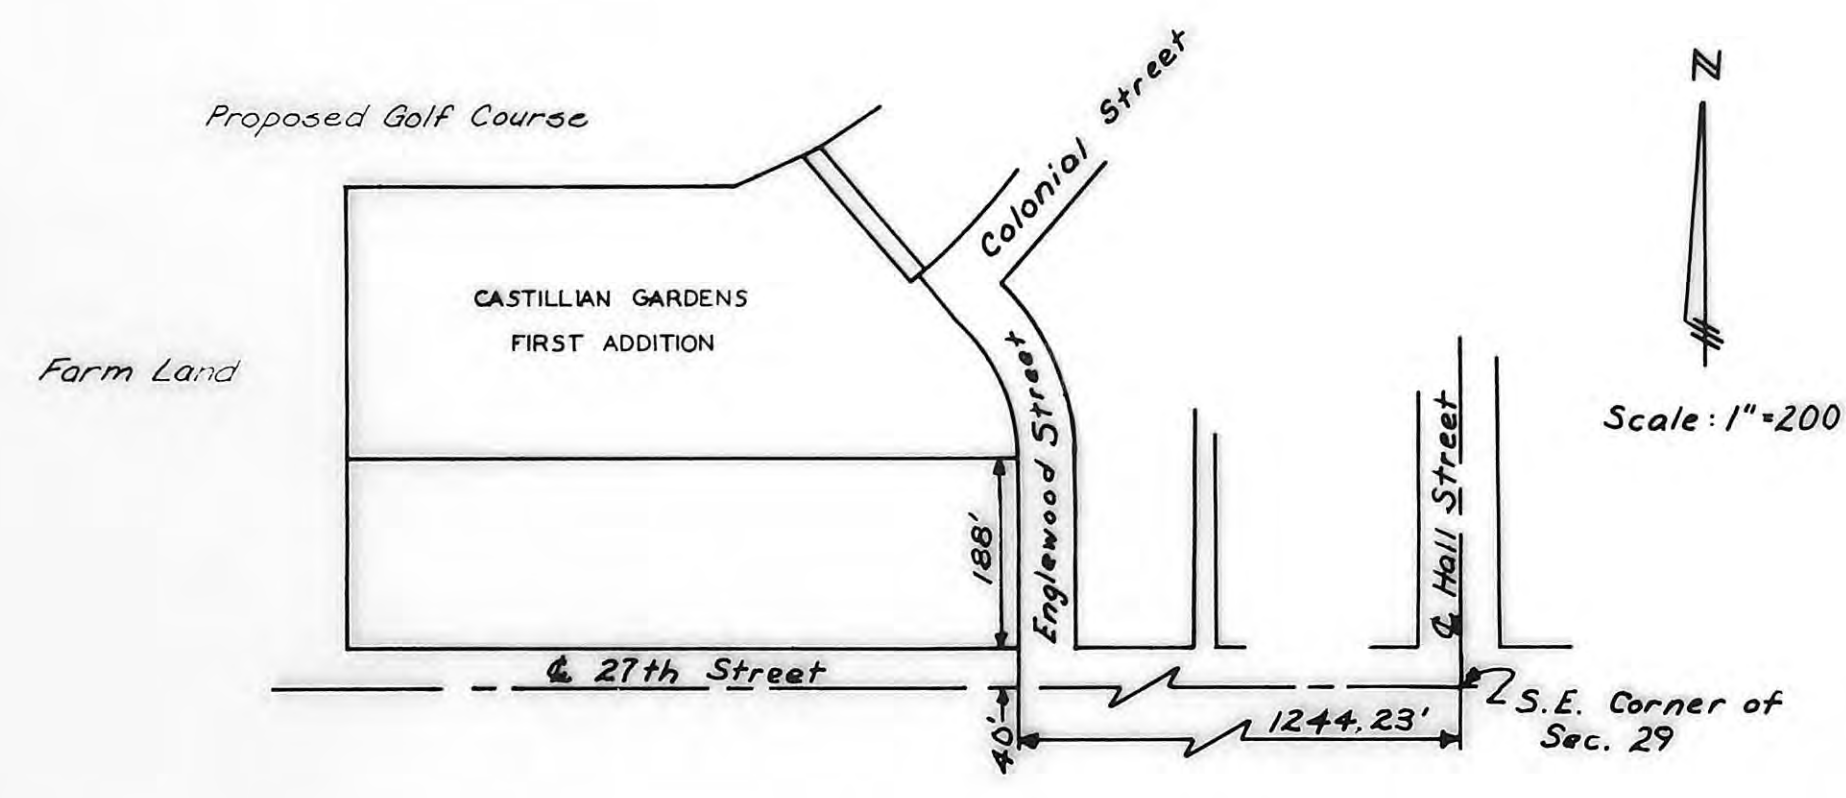 N
Colonial Street
Proposed Golf Course
CASTILLIAN GARDENS
FIRST ADDITION
Farm Land
Scale: 1"=200
Englewood Street
℄ Hall Street
188'
℄ 27th Street
40'
1244.23'
S.E. Corner of
Sec. 29